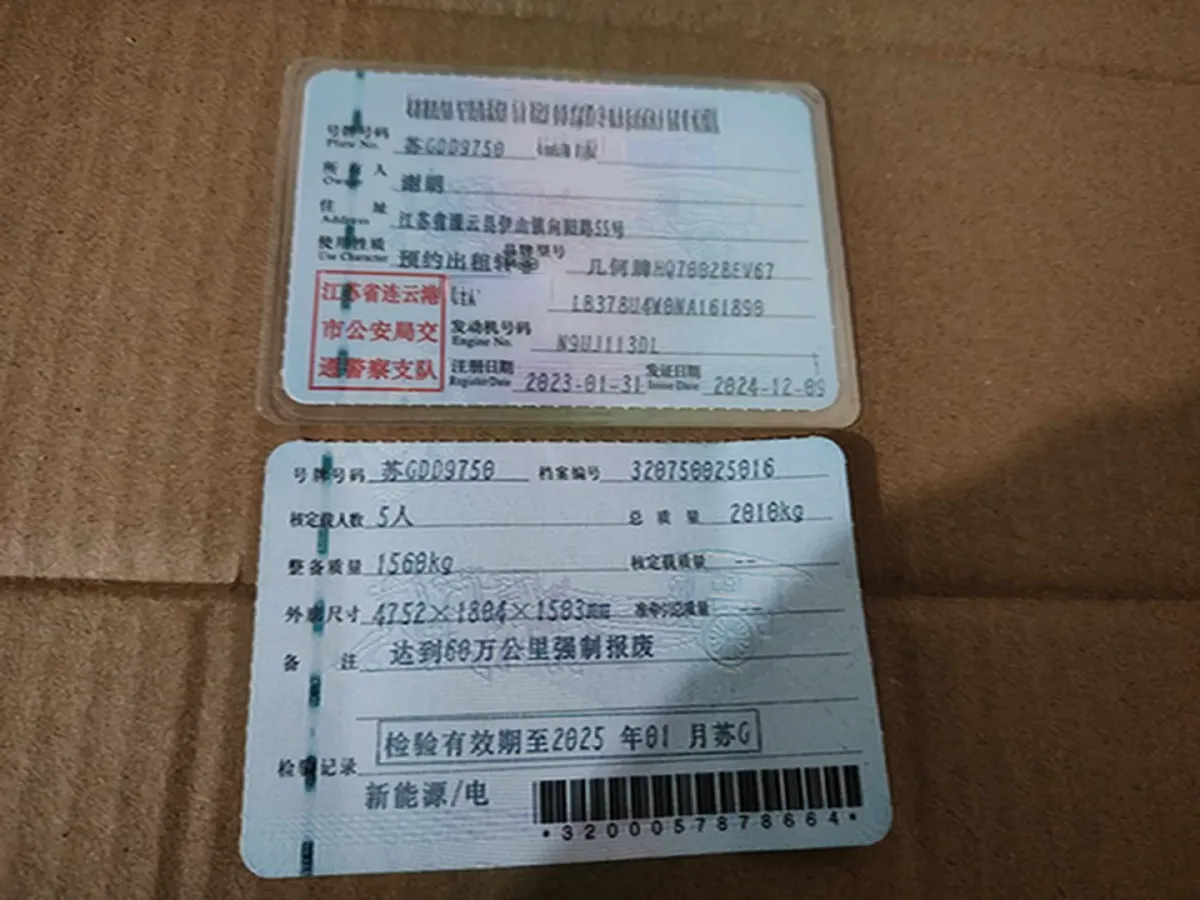 号牌号码 Plate No. 苏GDD9750
所有人 Owner 谢娟
住址 Address 江苏省灌云县伊山镇向阳路55号
使用性质 Use Character 预约出租转非 品牌型号 几何牌HQ7002BEV67
江苏省连云港市公安局交通警察支队
LB378U4W0NA161890
发动机号码 Engine No. N9UJ113DL
注册日期 Register Date 2023-01-31 发证日期 Issue Date 2024-12-09
号牌号码 苏GDD9750 档案编号 320750025016
核定载人数 5人 总质量 2010kg
整备质量 1560kg 核定载质量 --
外廓尺寸 4752×1804×1503mm 准牵引总质量 --
备注 达到60万公里强制报废
检验有效期至2025 年01 月苏G
检验记录
新能源/电
*3200057878664*